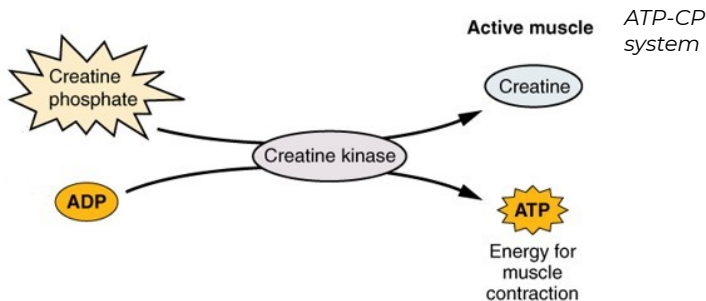 Active muscle
ATP-CP
system
Creatine
phosphate
Creatine
Creatine kinase
ADP
ATP
Energy for
muscle
contraction